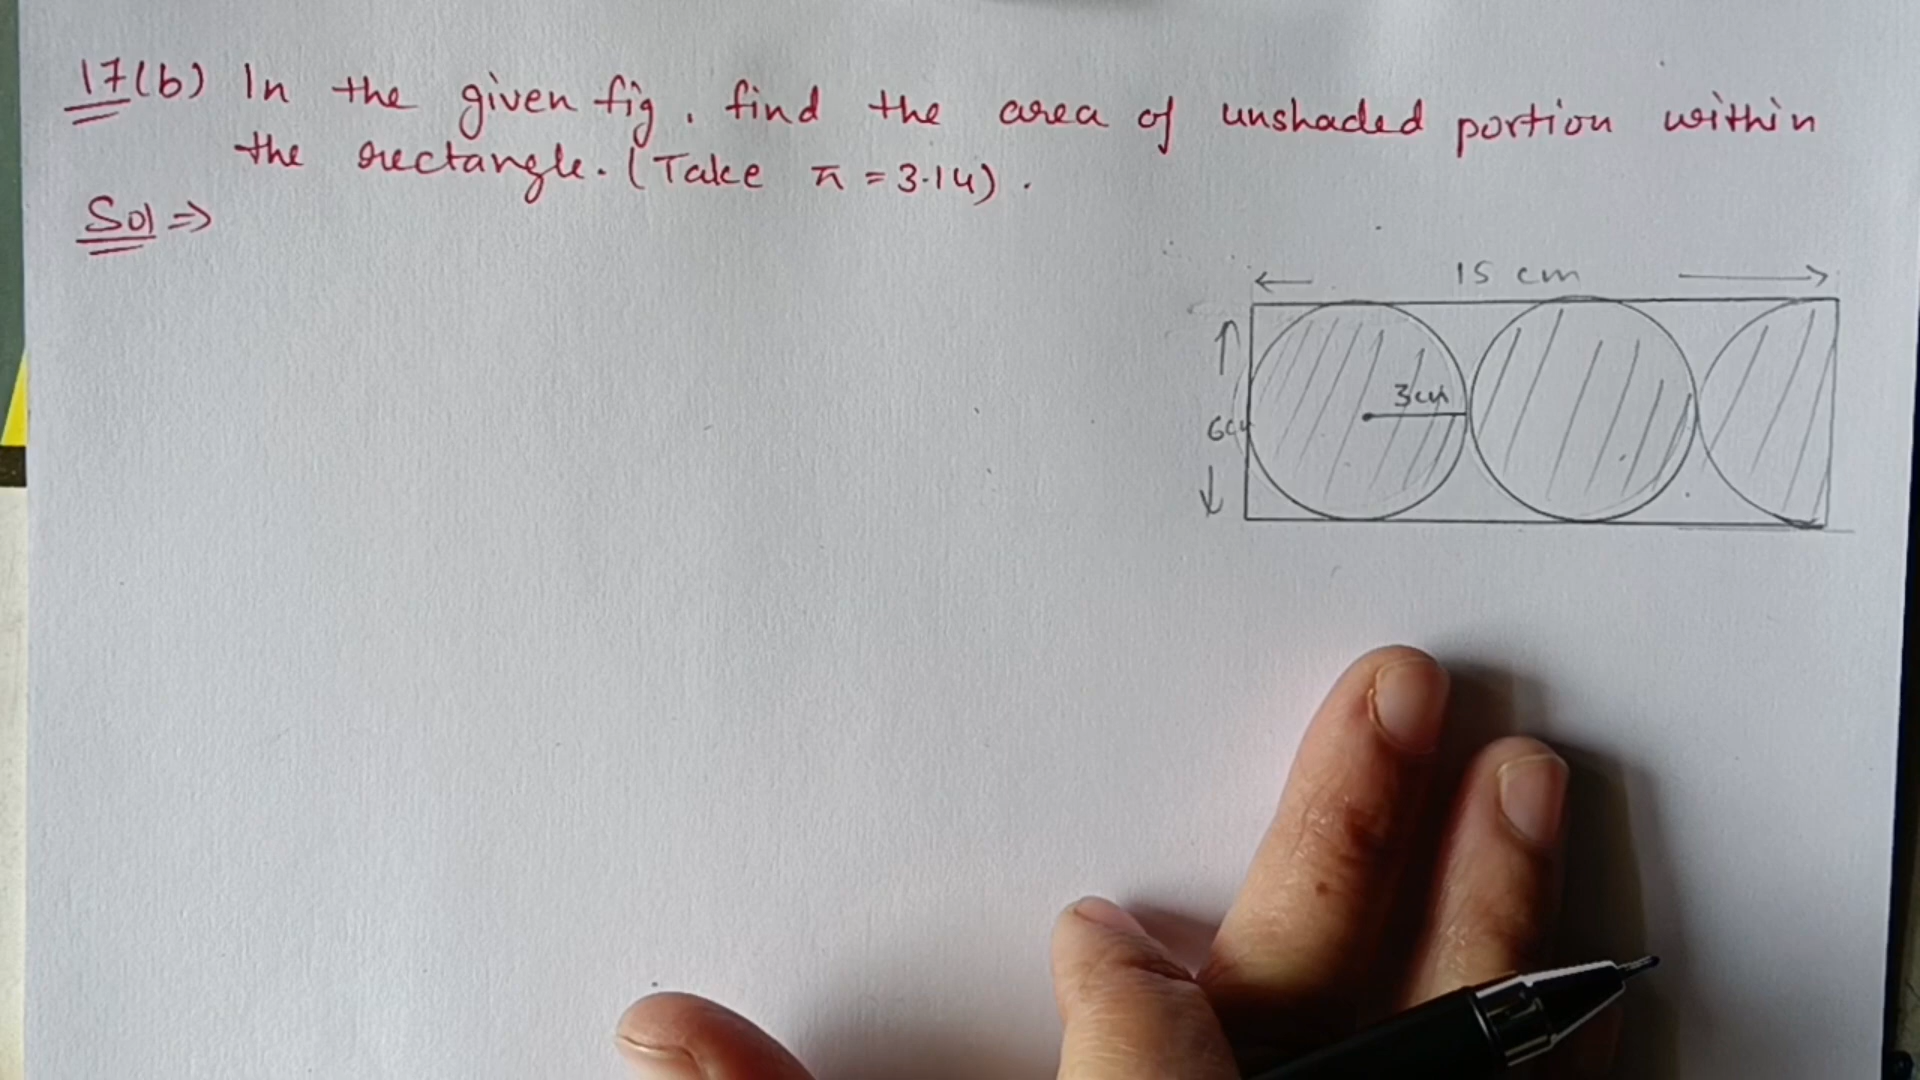 17(b) In the given fig. find the area of unshaded portion within
the rectangle. (Take π = 3.14).
Sol ⇒
15 cm
3cm
6cm